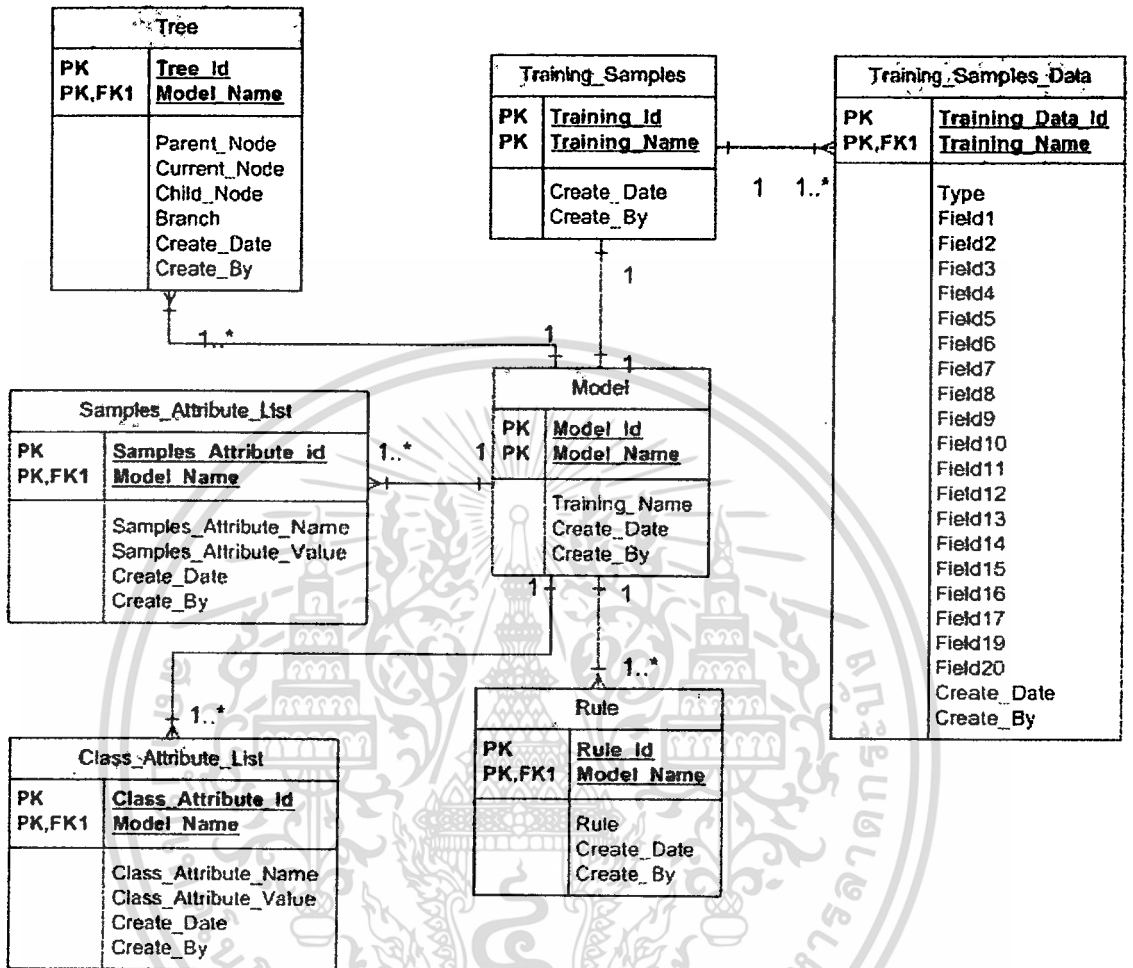 Tree
PK Tree_Id
PK,FK1 Model_Name
Parent_Node
Current_Node
Child_Node
Branch
Create_Date
Create_By
Training_Samples
PK Training_Id
PK Training_Name
Create_Date
Create_By
Training_Samples_Data
PK Training_Data_Id
PK,FK1 Training_Name
Type
Field1
Field2
Field3
Field4
Field5
Field6
Field7
Field8
Field9
Field10
Field11
Field12
Field13
Field14
Field15
Field16
Field17
Field19
Field20
Create_Date
Create_By
1 1..*
1
1
1..* 1
Model
PK Model_Id
PK Model_Name
Training_Name
Create_Date
Create_By
Samples_Attribute_List
PK Samples_Attribute_id
PK,FK1 Model_Name
Samples_Attribute_Name
Samples_Attribute_Value
Create_Date
Create_By
1..* 1
1 1
1..*
1..*
Class_Attribute_List
PK Class_Attribute_Id
PK,FK1 Model_Name
Class_Attribute_Name
Class_Attribute_Value
Create_Date
Create_By
Rule
PK Rule_Id
PK,FK1 Model_Name
Rule
Create_Date
Create_By